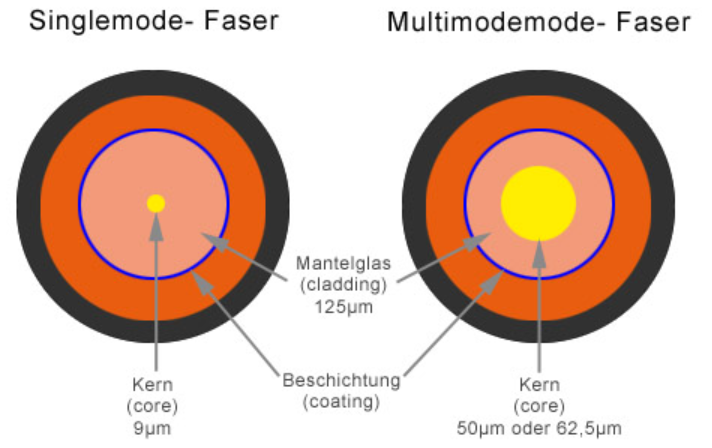 Singlemode- Faser
Multimodemode- Faser
Mantelglas
(cladding)
125µm
Kern
(core)
9µm
Beschichtung
(coating)
Kern
(core)
50µm oder 62,5µm